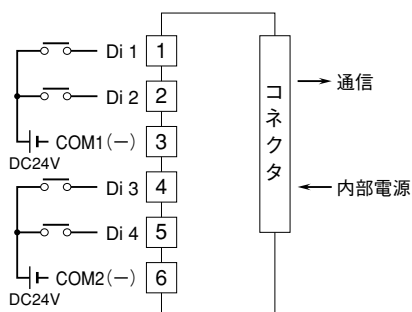 Di 1 1
Di 2 2
COM1(−) 3
DC24V
Di 3 4
Di 4 5
COM2(−) 6
DC24V
コネクタ
通信
内部電源